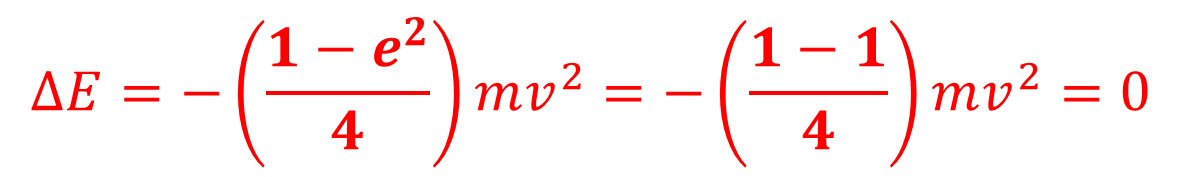 ΔE = −((1 − e²)/4) mv² = −((1 − 1)/4) mv² = 0